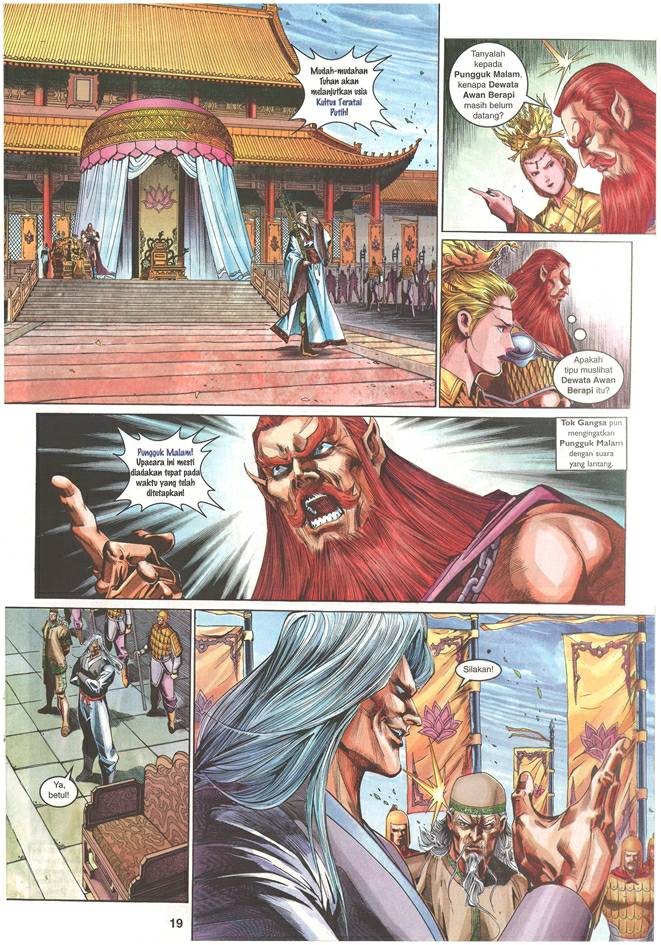 Mudah-mudahan
Tuhan akan
melanjutkan usia
Kultus Teratai
Putih!
Tanyalah
kepada
Pungguk Malam,
kenapa Dewata
Awan Berapi
masih belum
datang?
Apakah
tipu muslihat
Dewata Awan
Berapi itu?
Pungguk Malam!
Upacara ini mesti
diadakan tepat pada
waktu yang telah
ditetapkan!
Tok Gangsa pun
mengingatkan
Pungguk Malam
dengan suara
yang lantang.
Ya,
betul!
Silakan!
19